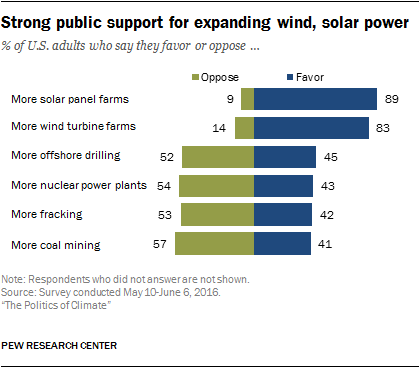 Strong public support for expanding wind, solar power
% of U.S. adults who say they favor or oppose ...
Oppose Favor
More solar panel farms 9 89
More wind turbine farms 14 83
More offshore drilling 52 45
More nuclear power plants 54 43
More fracking 53 42
More coal mining 57 41
Note: Respondents who did not answer are not shown.
Source: Survey conducted May 10-June 6, 2016.
“The Politics of Climate”
PEW RESEARCH CENTER